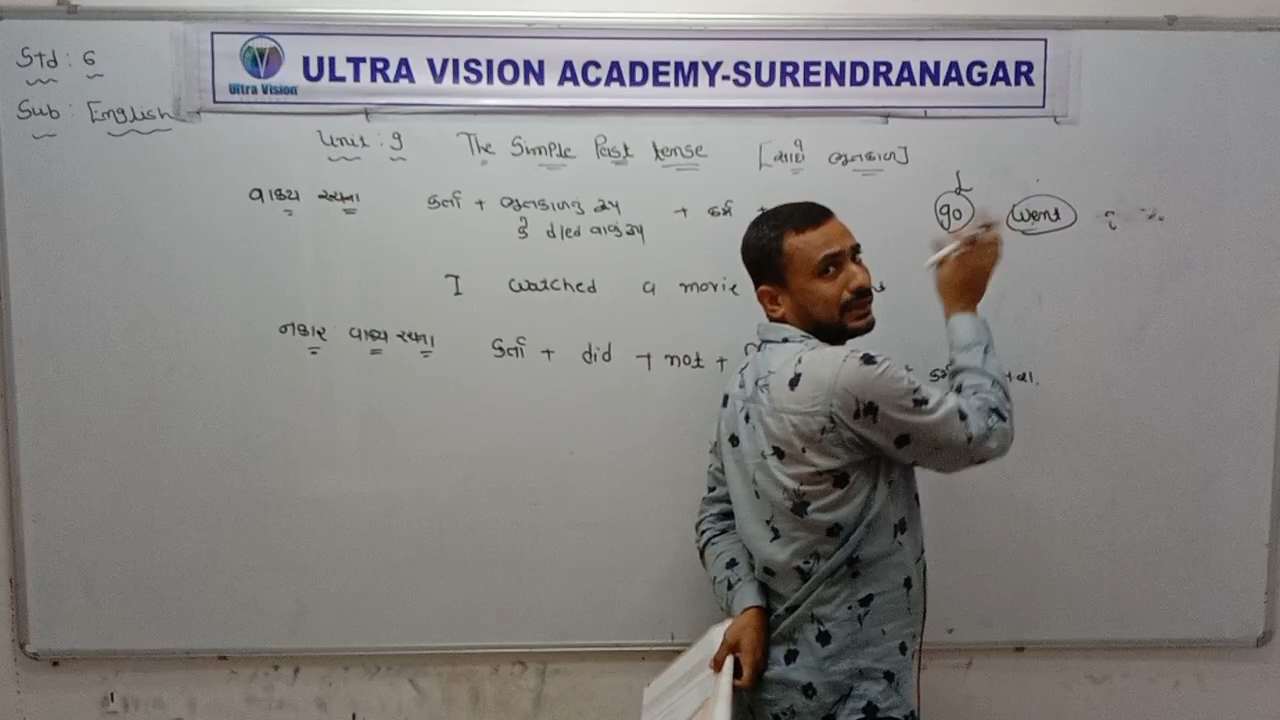 Std : 6
Ultra Vision
ULTRA VISION ACADEMY-SURENDRANAGAR
Sub : English
Unit : 9 The Simple Past tense [સાદો ભૂતકાળ]
વાક્ય રચના કર્તા + ભૂતકાળનું રૂપ + કર્મ +
કે d/ed વાળું રૂપ
go went
I watched a movie
નકાર વાક્ય રચના કર્તા + did + not +